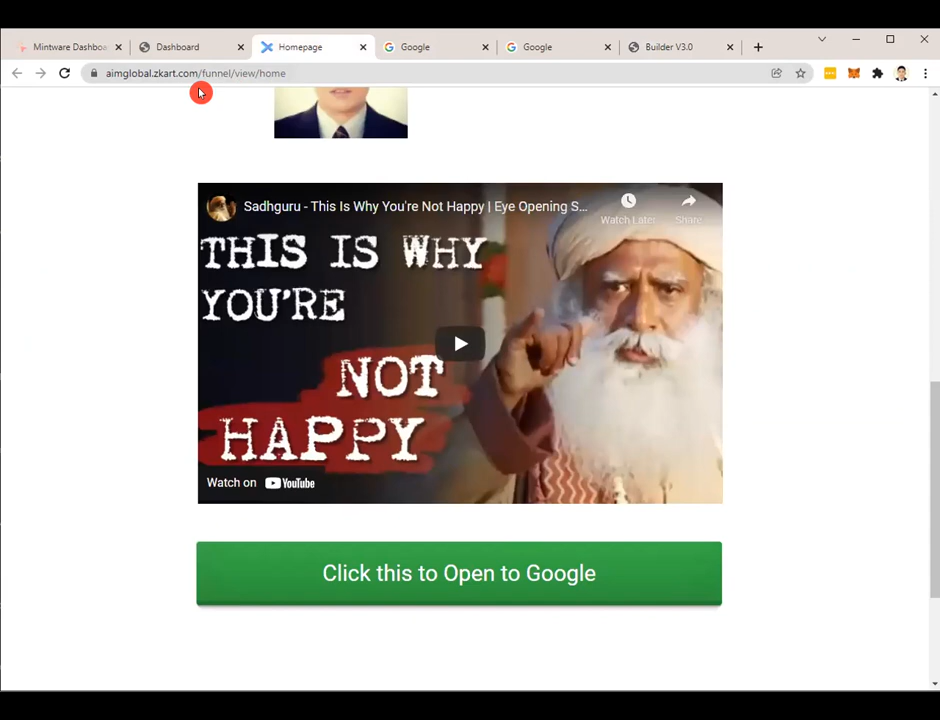 Mintware Dashboa
Dashboard
Homepage
Google
Google
Builder V3.0
aimglobal.zkart.com/funnel/view/home
Sadhguru - This Is Why You're Not Happy | Eye Opening S...
Watch Later
Share
THIS IS WHY
YOU'RE
NOT
HAPPY
Watch on YouTube
Click this to Open to Google